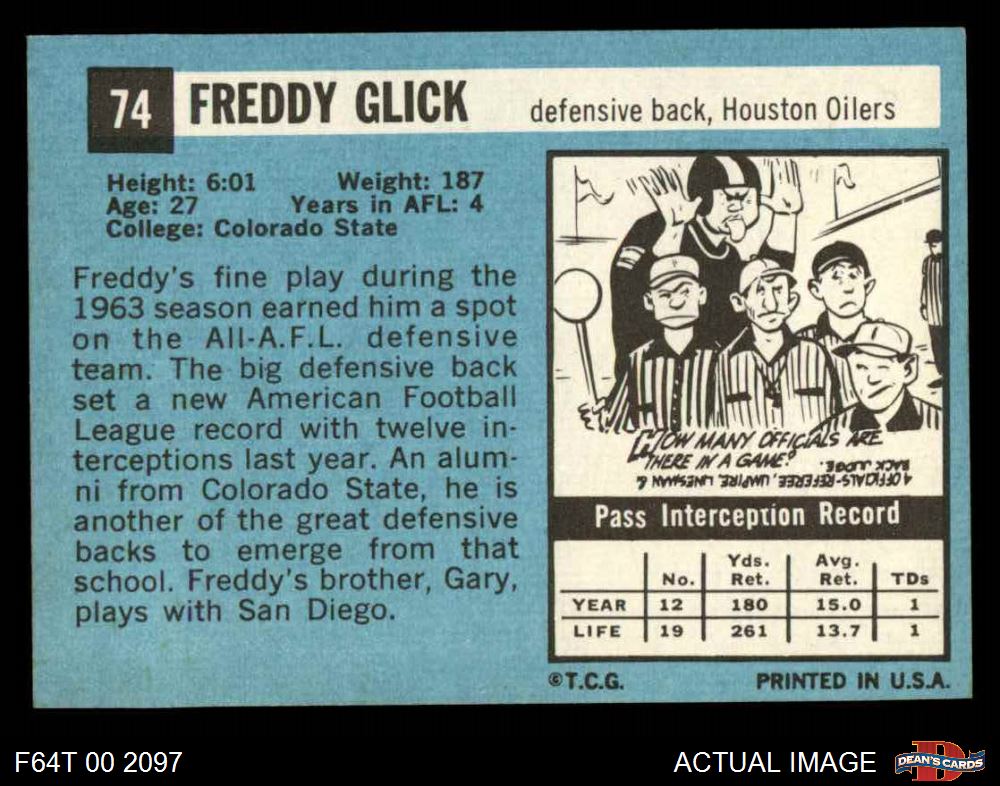 74 FREDDY GLICK defensive back, Houston Oilers
Height: 6:01 Weight: 187
Age: 27 Years in AFL: 4
College: Colorado State
Freddy's fine play during the
1963 season earned him a spot
on the All-A.F.L. defensive
team. The big defensive back
set a new American Football
League record with twelve in-
terceptions last year. An alum-
ni from Colorado State, he is
another of the great defensive
backs to emerge from that
school. Freddy's brother, Gary,
plays with San Diego.
HOW MANY OFFICIALS ARE
THERE IN A GAME?
4 OFFICIALS-REFEREE, UMPIRE, LINESMAN &
BACK JUDGE.
Pass Interception Record
No. Yds. Ret. Avg. Ret. TDs
YEAR 12 180 15.0 1
LIFE 19 261 13.7 1
©T.C.G. PRINTED IN U.S.A.
F64T 00 2097 ACTUAL IMAGE DEAN'S CARDS